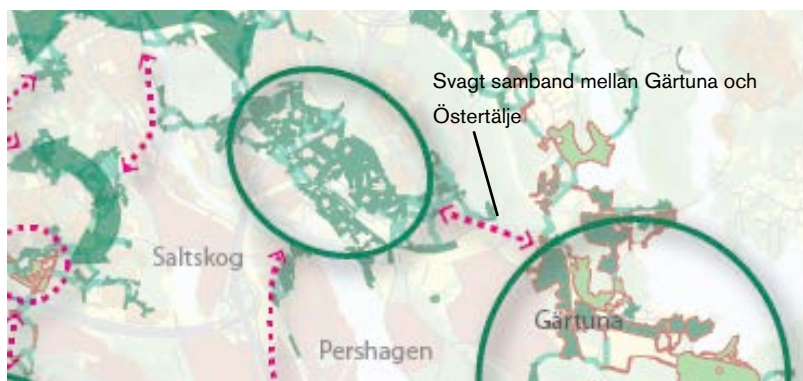 Svagt samband mellan Gärtuna och
Östertälje
Saltskog
Gärtuna
Pershagen